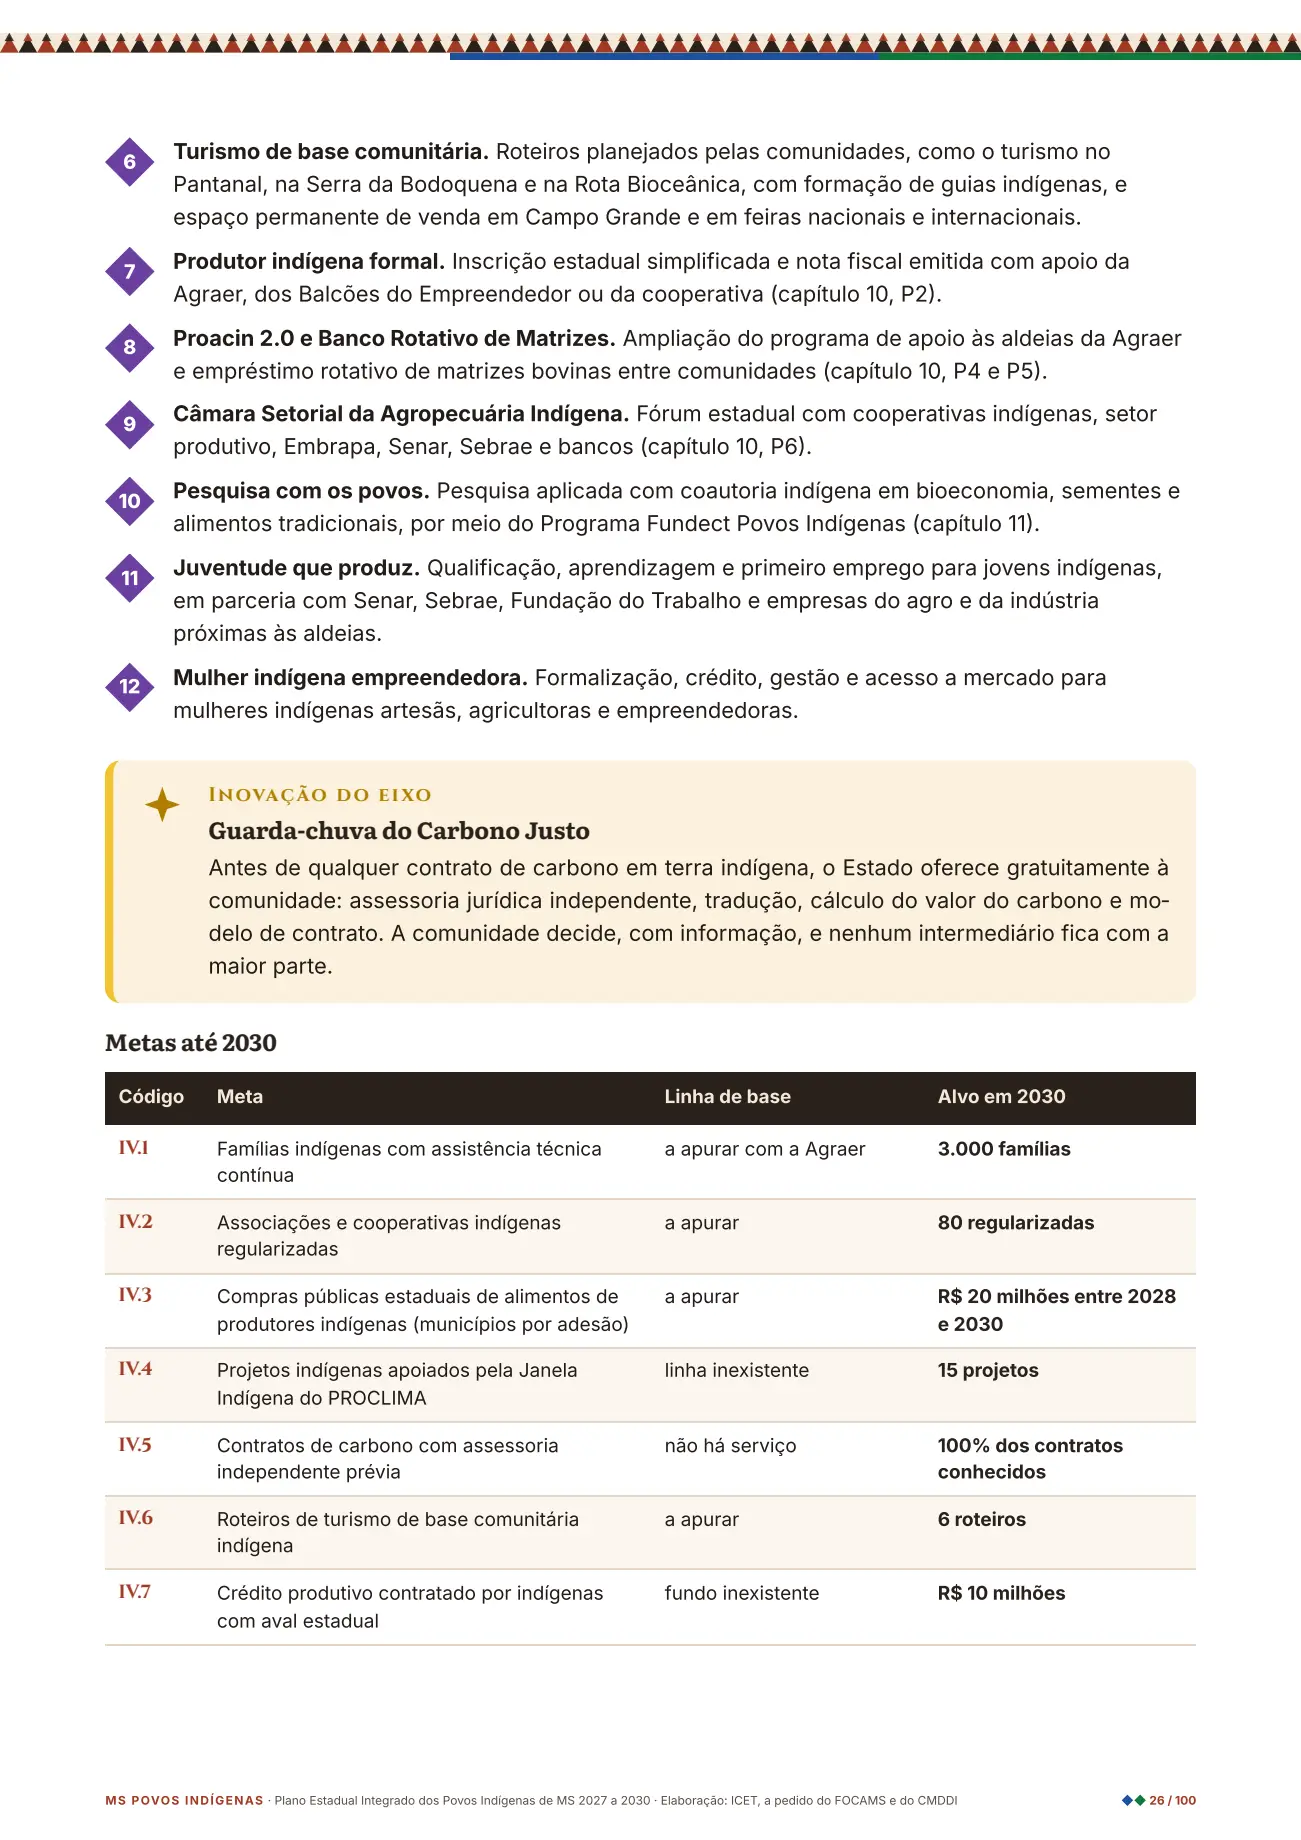 6
Turismo de base comunitária. Roteiros planejados pelas comunidades, como o turismo no
Pantanal, na Serra da Bodoquena e na Rota Bioceânica, com formação de guias indígenas, e
espaço permanente de venda em Campo Grande e em feiras nacionais e internacionais.
7
Produtor indígena formal. Inscrição estadual simplificada e nota fiscal emitida com apoio da
Agraer, dos Balcões do Empreendedor ou da cooperativa (capítulo 10, P2).
8
Proacin 2.0 e Banco Rotativo de Matrizes. Ampliação do programa de apoio às aldeias da Agraer
e empréstimo rotativo de matrizes bovinas entre comunidades (capítulo 10, P4 e P5).
9
Câmara Setorial da Agropecuária Indígena. Fórum estadual com cooperativas indígenas, setor
produtivo, Embrapa, Senar, Sebrae e bancos (capítulo 10, P6).
10
Pesquisa com os povos. Pesquisa aplicada com coautoria indígena em bioeconomia, sementes e
alimentos tradicionais, por meio do Programa Fundect Povos Indígenas (capítulo 11).
11
Juventude que produz. Qualificação, aprendizagem e primeiro emprego para jovens indígenas,
em parceria com Senar, Sebrae, Fundação do Trabalho e empresas do agro e da indústria
próximas às aldeias.
12
Mulher indígena empreendedora. Formalização, crédito, gestão e acesso a mercado para
mulheres indígenas artesãs, agricultoras e empreendedoras.
Inovação do eixo
Guarda-chuva do Carbono Justo
Antes de qualquer contrato de carbono em terra indígena, o Estado oferece gratuitamente à
comunidade: assessoria jurídica independente, tradução, cálculo do valor do carbono e mo-
delo de contrato. A comunidade decide, com informação, e nenhum intermediário fica com a
maior parte.
Metas até 2030
Código Meta Linha de base Alvo em 2030
IV.1 Famílias indígenas com assistência técnica a apurar com a Agraer 3.000 famílias
contínua
IV.2 Associações e cooperativas indígenas a apurar 80 regularizadas
regularizadas
IV.3 Compras públicas estaduais de alimentos de a apurar R$ 20 milhões entre 2028
produtores indígenas (municípios por adesão) e 2030
IV.4 Projetos indígenas apoiados pela Janela linha inexistente 15 projetos
Indígena do PROCLIMA
IV.5 Contratos de carbono com assessoria não há serviço 100% dos contratos
independente prévia conhecidos
IV.6 Roteiros de turismo de base comunitária a apurar 6 roteiros
indígena
IV.7 Crédito produtivo contratado por indígenas fundo inexistente R$ 10 milhões
com aval estadual
MS POVOS INDÍGENAS · Plano Estadual Integrado dos Povos Indígenas de MS 2027 a 2030 · Elaboração: ICET, a pedido do FOCAMS e do CMDDI 26 / 100